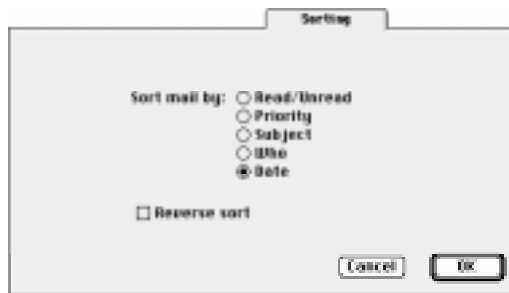 Sorting
Sort mail by: Read/Unread
Priority
Subject
Who
Date
Reverse sort
Cancel OK